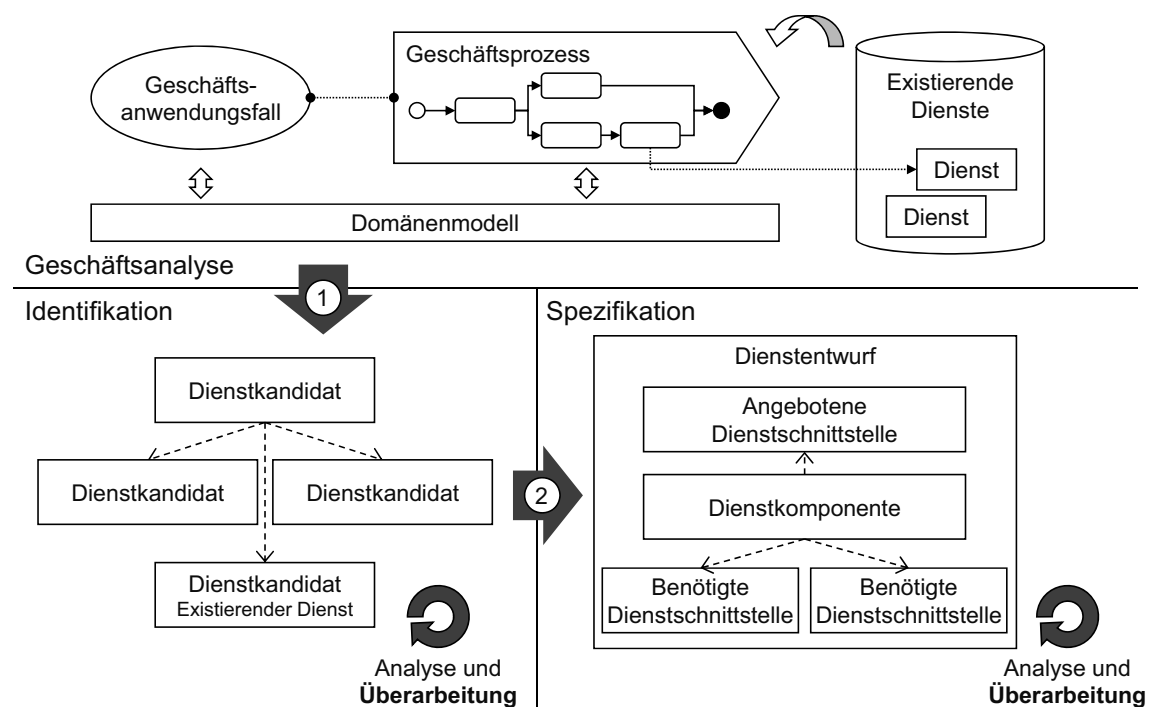 Geschäfts-
anwendungsfall
Geschäftsprozess
Existierende
Dienste
Dienst
Dienst
Domänenmodell
Geschäftsanalyse
1
Identifikation
Dienstkandidat
Dienstkandidat
Dienstkandidat
Dienstkandidat
Existierender Dienst
Analyse und
Überarbeitung
2
Spezifikation
Dienstentwurf
Angebotene
Dienstschnittstelle
Dienstkomponente
Benötigte
Dienstschnittstelle
Benötigte
Dienstschnittstelle
Analyse und
Überarbeitung